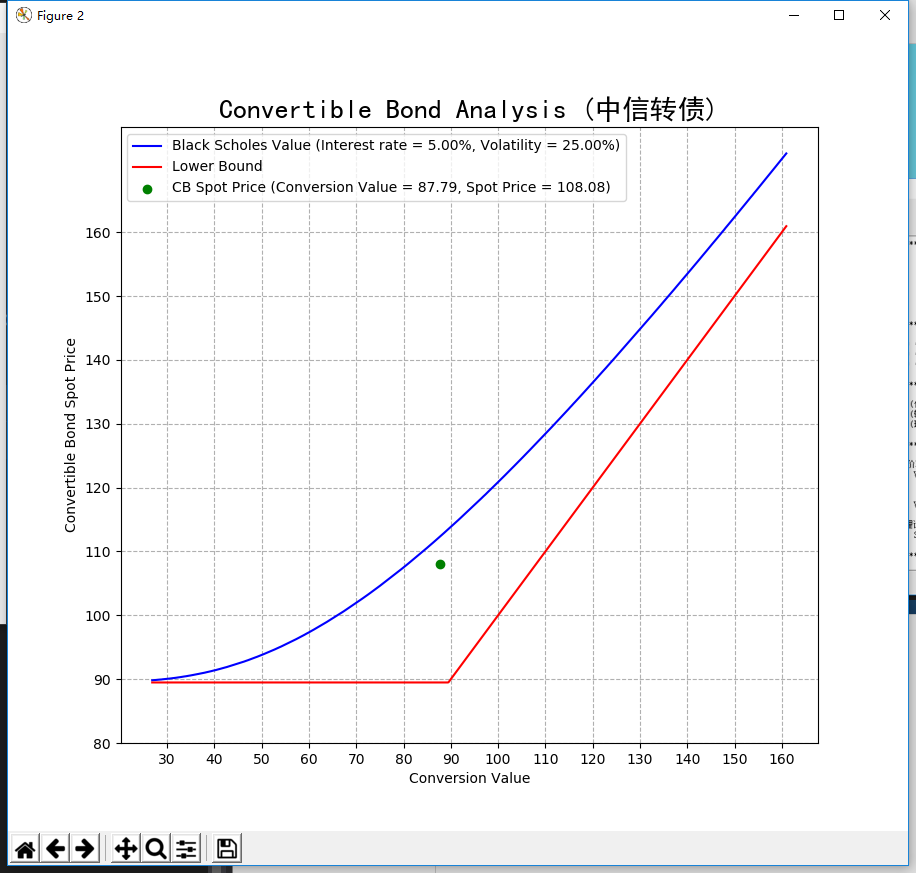 Figure 2
Convertible Bond Analysis (中信转债)
Black Scholes Value (Interest rate = 5.00%, Volatility = 25.00%)
Lower Bound
CB Spot Price (Conversion Value = 87.79, Spot Price = 108.08)
Convertible Bond Spot Price
160
150
140
130
120
110
100
90
80
30 40 50 60 70 80 90 100 110 120 130 140 150 160
Conversion Value